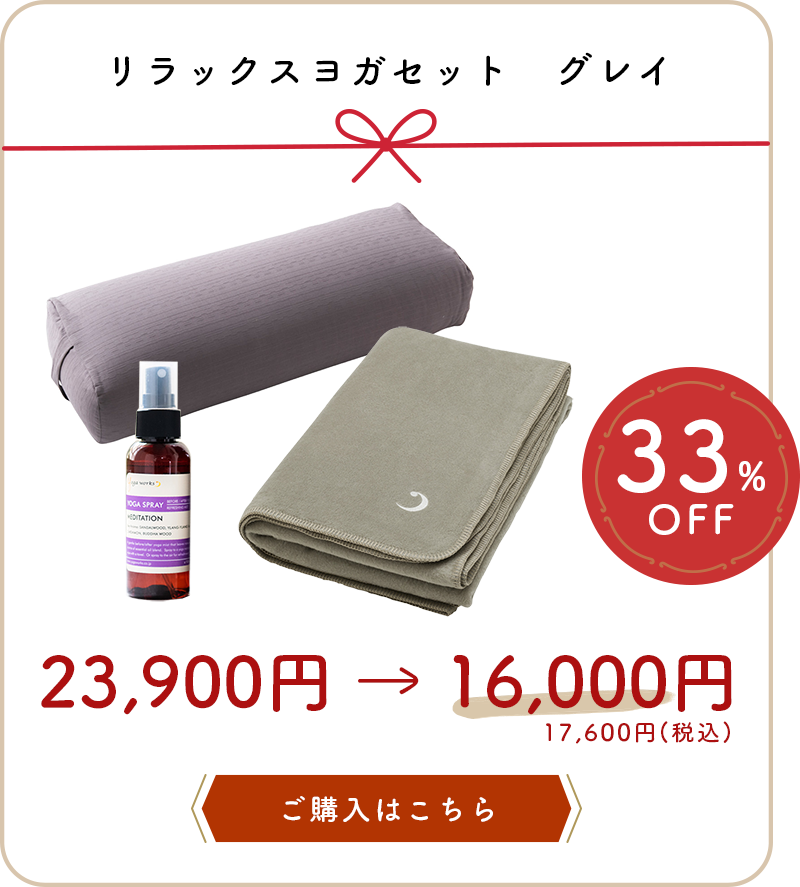 リラックスヨガセット　グレイ
YOGA SPRAY
MEDITATION
33%
OFF
23,900円 → 16,000円
17,600円(税込)
ご購入はこちら